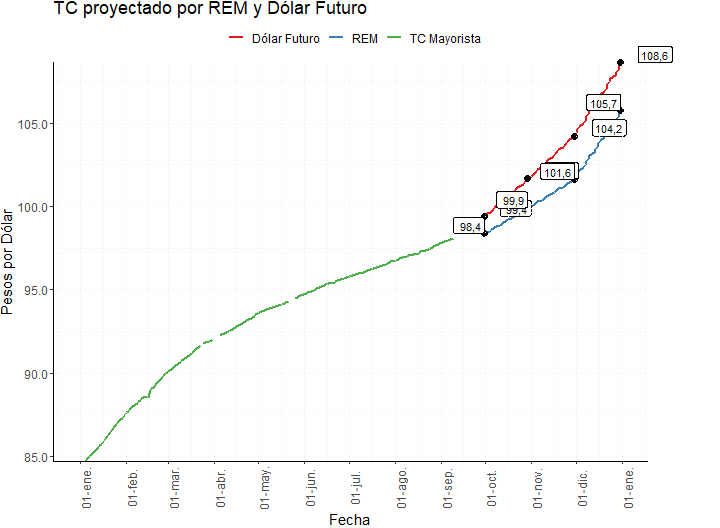 TC proyectado por REM y Dólar Futuro
Dólar Futuro REM TC Mayorista
108,6
105,7
104,2
101,6
99,9
99,4
98,4
105.0
100.0
95.0
90.0
85.0
Pesos por Dólar
01-ene.
01-feb.
01-mar.
01-abr.
01-may.
01-jun.
01-jul.
01-ago.
01-sep.
01-oct.
01-nov.
01-dic.
01-ene.
Fecha